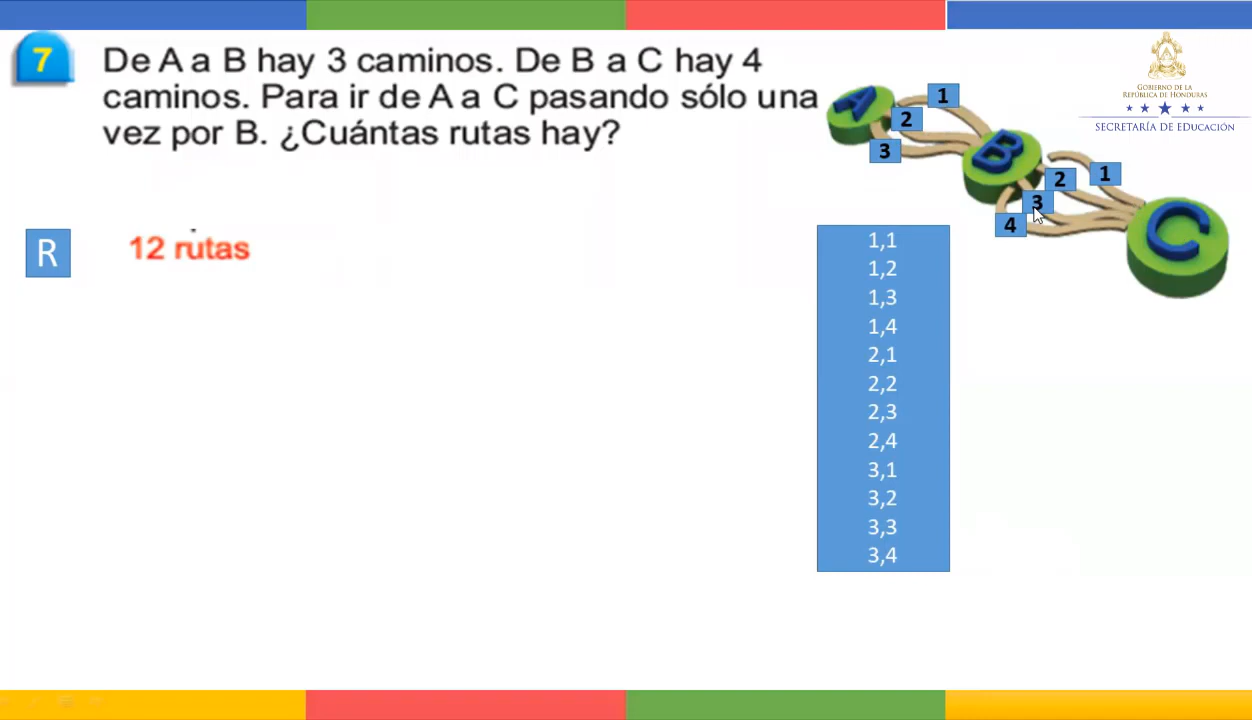 7
De A a B hay 3 caminos. De B a C hay 4
caminos. Para ir de A a C pasando sólo una
vez por B. ¿Cuántas rutas hay?
A
1
2
3
B
1
2
3
4
C
GOBIERNO DE LA
REPÚBLICA DE HONDURAS
SECRETARÍA DE EDUCACIÓN
R
12 rutas
1,1
1,2
1,3
1,4
2,1
2,2
2,3
2,4
3,1
3,2
3,3
3,4